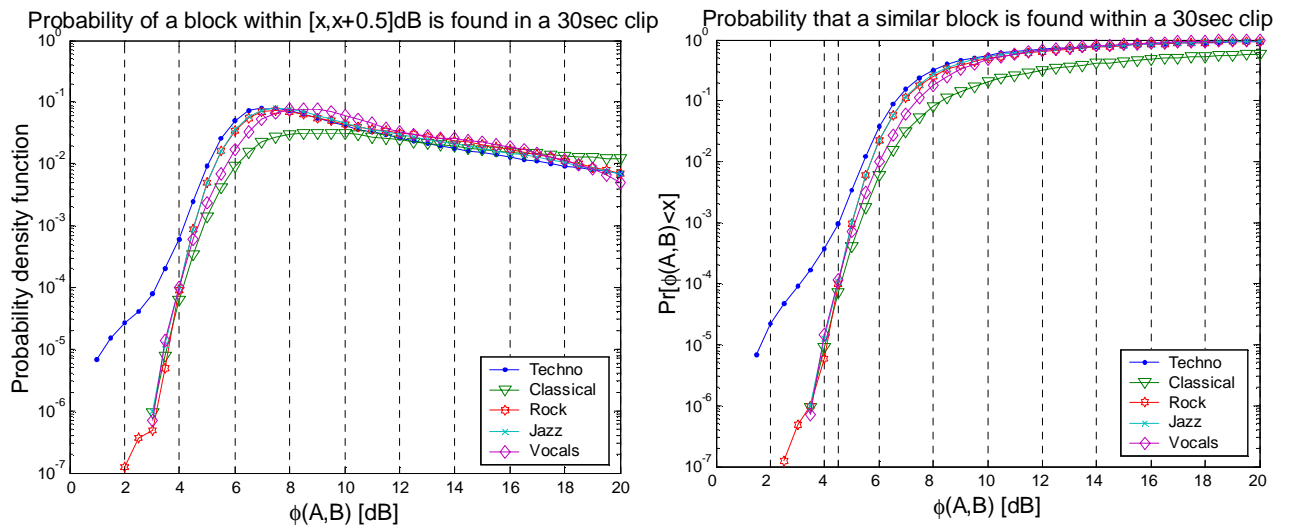 Probability of a block within [x,x+0.5]dB is found in a 30sec clip
10^0
10^-1
10^-2
10^-3
10^-4
10^-5
10^-6
10^-7
Probability density function
0 2 4 6 8 10 12 14 16 18 20
ϕ(A,B) [dB]
Techno
Classical
Rock
Jazz
Vocals
Probability that a similar block is found within a 30sec clip
10^0
10^-1
10^-2
10^-3
10^-4
10^-5
10^-6
10^-7
Pr[ϕ(A,B)<x]
0 2 4 4.5 6 8 10 12 14 16 18 20
ϕ(A,B) [dB]
Techno
Classical
Rock
Jazz
Vocals